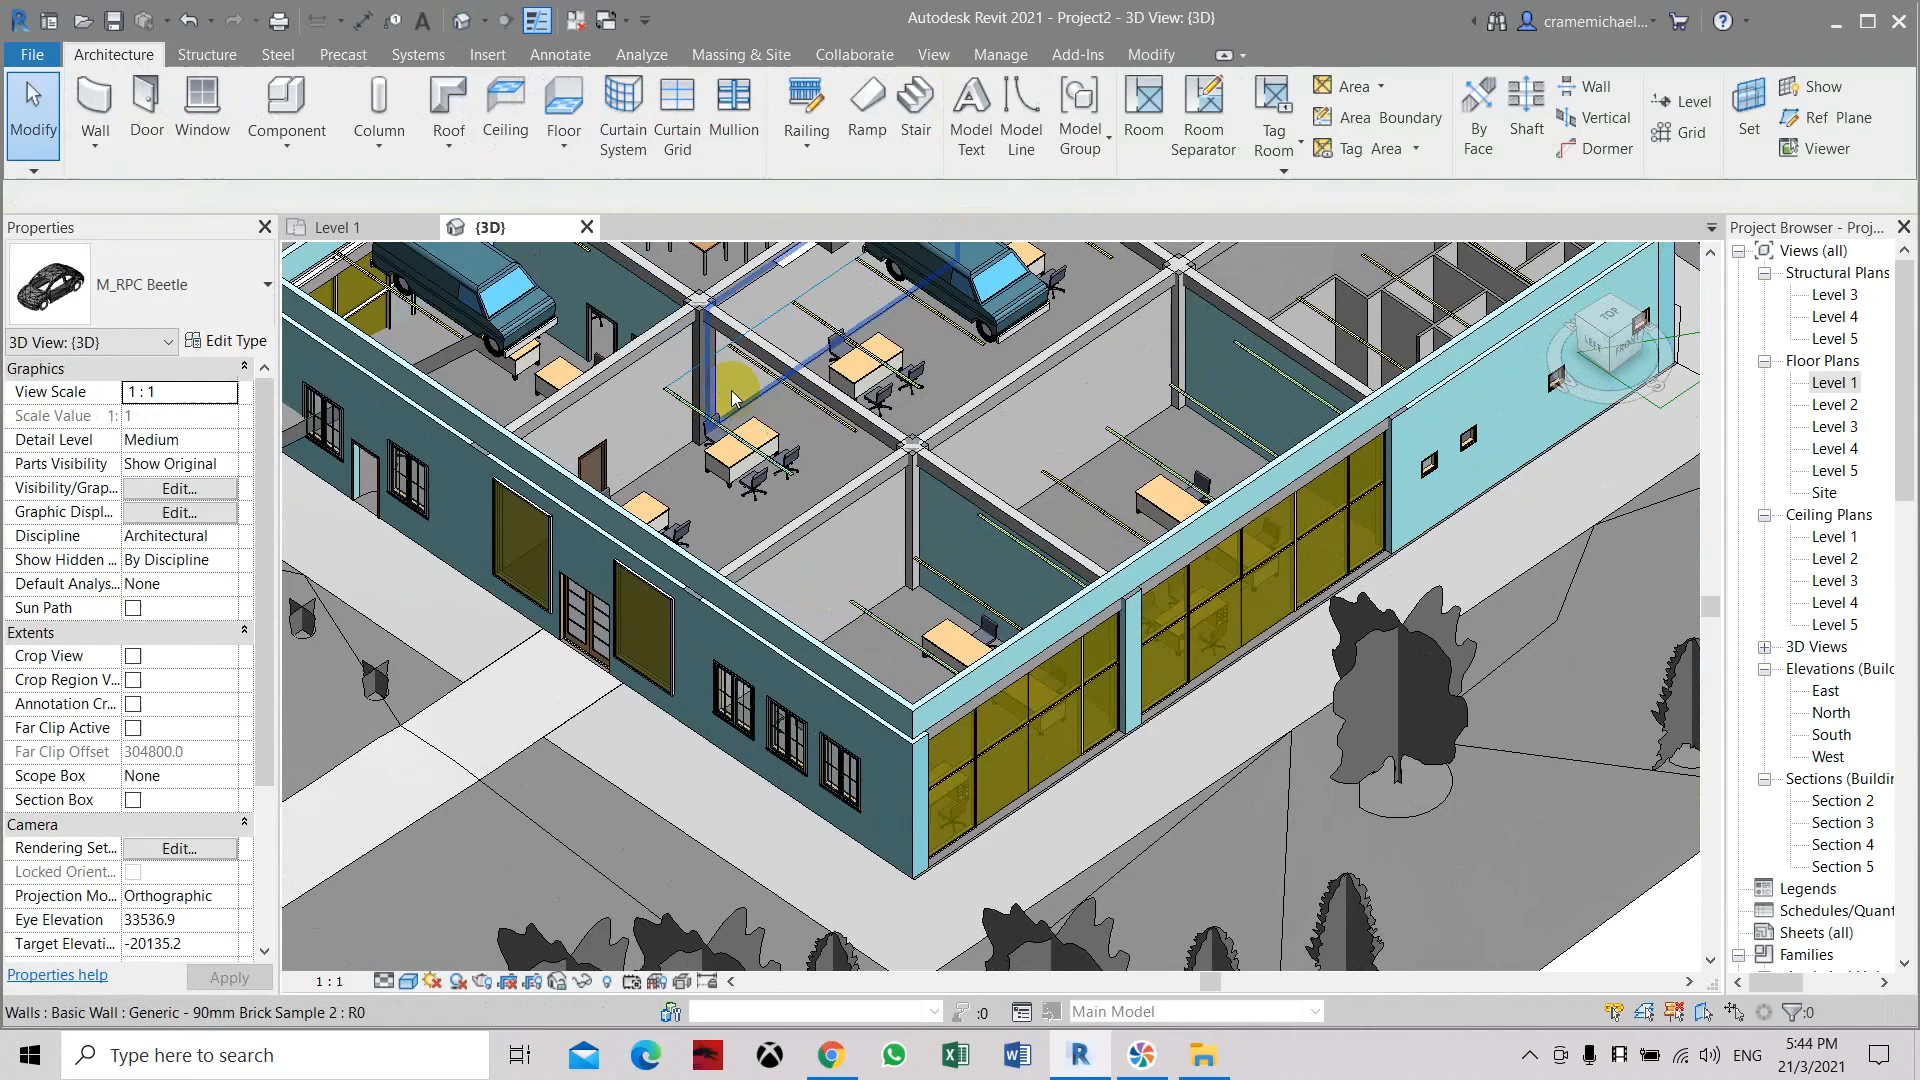 Autodesk Revit 2021 - Project2 - 3D View: {3D}
cramemichael...
File Architecture Structure Steel Precast Systems Insert Annotate Analyze Massing & Site Collaborate View Manage Add-Ins Modify
Modify
Wall
Door
Window
Component
Column
Roof
Ceiling
Floor
Curtain System
Curtain Grid
Mullion
Railing
Ramp
Stair
Model Text
Model Line
Model Group
Room
Room Separator
Tag Room
Area
Area Boundary
Tag Area
By Face
Shaft
Wall
Vertical
Dormer
Level
Grid
Set
Show
Ref Plane
Viewer
Properties
M_RPC Beetle
3D View: {3D}
Edit Type
Graphics
View Scale 1 : 1
Scale Value 1: 1
Detail Level Medium
Parts Visibility Show Original
Visibility/Grap... Edit...
Graphic Displ... Edit...
Discipline Architectural
Show Hidden ... By Discipline
Default Analys... None
Sun Path
Extents
Crop View
Crop Region V...
Annotation Cr...
Far Clip Active
Far Clip Offset 304800.0
Scope Box None
Section Box
Camera
Rendering Set... Edit...
Locked Orient...
Projection Mo... Orthographic
Eye Elevation 33536.9
Target Elevati... -20135.2
Properties help
Apply
Level 1
{3D}
TOP
LEFT
FRONT
1 : 1
Project Browser - Proj...
Views (all)
Structural Plans
Level 3
Level 4
Level 5
Floor Plans
Level 1
Level 2
Level 3
Level 4
Level 5
Site
Ceiling Plans
Level 1
Level 2
Level 3
Level 4
Level 5
3D Views
Elevations (Builc
East
North
South
West
Sections (Buildir
Section 2
Section 3
Section 4
Section 5
Legends
Schedules/Quant
Sheets (all)
Families
Walls : Basic Wall : Generic - 90mm Brick Sample 2 : R0
:0
Main Model
:0
Type here to search
ENG
5:44 PM
21/3/2021